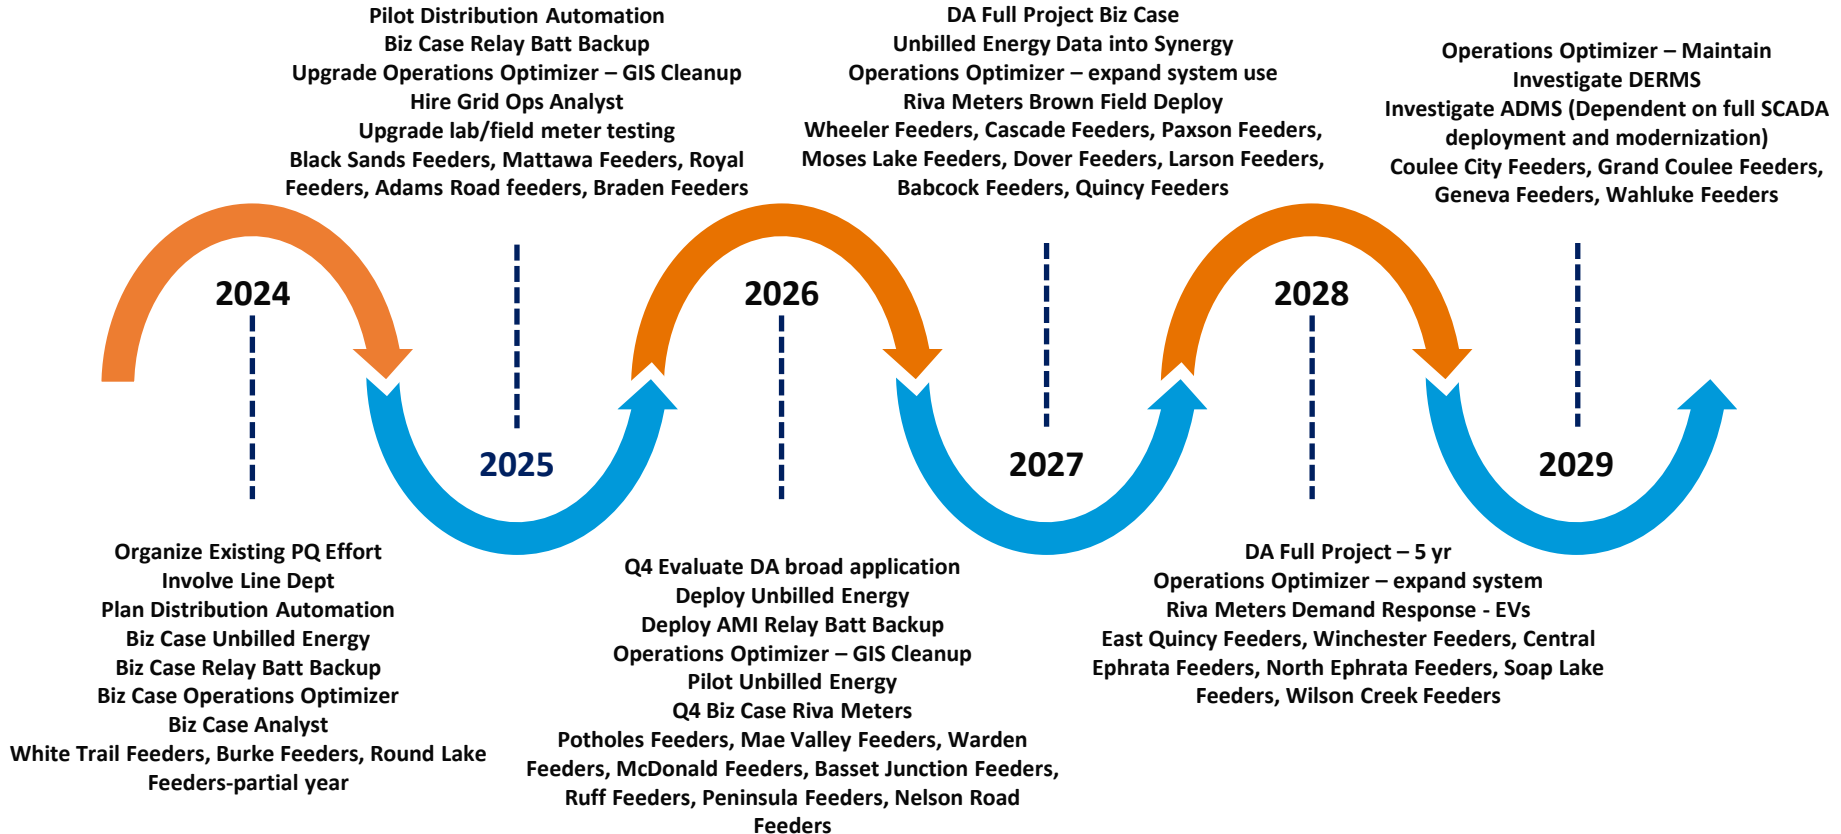 Pilot Distribution Automation
Biz Case Relay Batt Backup
Upgrade Operations Optimizer – GIS Cleanup
Hire Grid Ops Analyst
Upgrade lab/field meter testing
Black Sands Feeders, Mattawa Feeders, Royal
Feeders, Adams Road feeders, Braden Feeders
DA Full Project Biz Case
Unbilled Energy Data into Synergy
Operations Optimizer – expand system use
Riva Meters Brown Field Deploy
Wheeler Feeders, Cascade Feeders, Paxson Feeders,
Moses Lake Feeders, Dover Feeders, Larson Feeders,
Babcock Feeders, Quincy Feeders
Operations Optimizer – Maintain
Investigate DERMS
Investigate ADMS (Dependent on full SCADA
deployment and modernization)
Coulee City Feeders, Grand Coulee Feeders,
Geneva Feeders, Wahluke Feeders
2024
2025
2026
2027
2028
2029
Organize Existing PQ Effort
Involve Line Dept
Plan Distribution Automation
Biz Case Unbilled Energy
Biz Case Relay Batt Backup
Biz Case Operations Optimizer
Biz Case Analyst
White Trail Feeders, Burke Feeders, Round Lake
Feeders-partial year
Q4 Evaluate DA broad application
Deploy Unbilled Energy
Deploy AMI Relay Batt Backup
Operations Optimizer – GIS Cleanup
Pilot Unbilled Energy
Q4 Biz Case Riva Meters
Potholes Feeders, Mae Valley Feeders, Warden
Feeders, McDonald Feeders, Basset Junction Feeders,
Ruff Feeders, Peninsula Feeders, Nelson Road
Feeders
DA Full Project – 5 yr
Operations Optimizer – expand system
Riva Meters Demand Response - EVs
East Quincy Feeders, Winchester Feeders, Central
Ephrata Feeders, North Ephrata Feeders, Soap Lake
Feeders, Wilson Creek Feeders